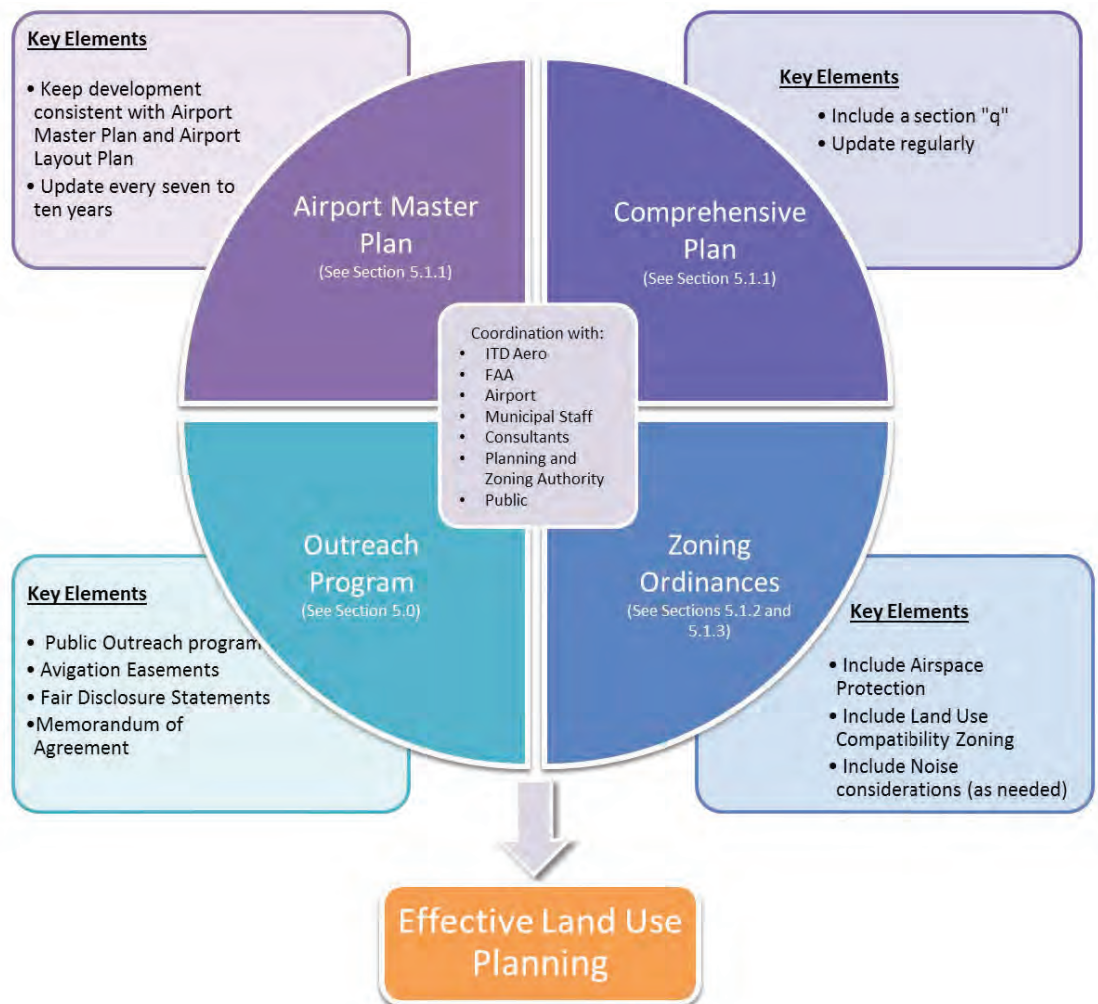 Key Elements
• Keep development
consistent with Airport
Master Plan and Airport
Layout Plan
• Update every seven to
ten years
Key Elements
• Include a section "q"
• Update regularly
Airport Master
Plan
(See Section 5.1.1)
Comprehensive
Plan
(See Section 5.1.1)
Coordination with:
• ITD Aero
• FAA
• Airport
• Municipal Staff
• Consultants
• Planning and
Zoning Authority
• Public
Outreach
Program
(See Section 5.0)
Zoning
Ordinances
(See Sections 5.1.2 and
5.1.3)
Key Elements
• Public Outreach program
• Avigation Easements
• Fair Disclosure Statements
•Memorandum of
Agreement
Key Elements
• Include Airspace
Protection
• Include Land Use
Compatibility Zoning
• Include Noise
considerations (as needed)
Effective Land Use
Planning